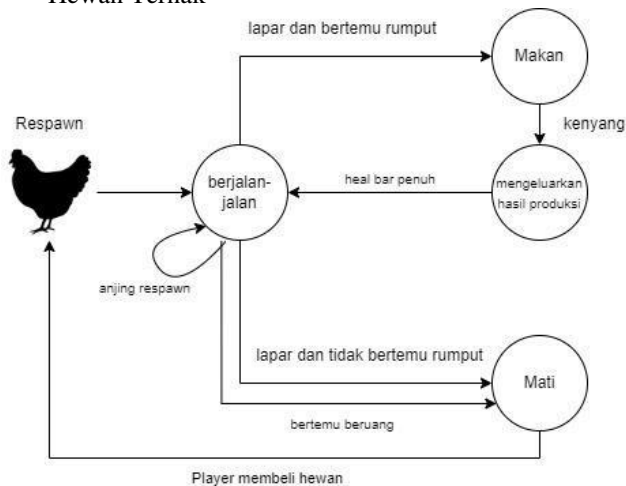 Hewan Ternak
lapar dan bertemu rumput
Makan
Respawn
kenyang
berjalan-
jalan
heal bar penuh
mengeluarkan
hasil produksi
anjing respawn
lapar dan tidak bertemu rumput
Mati
bertemu beruang
Player membeli hewan